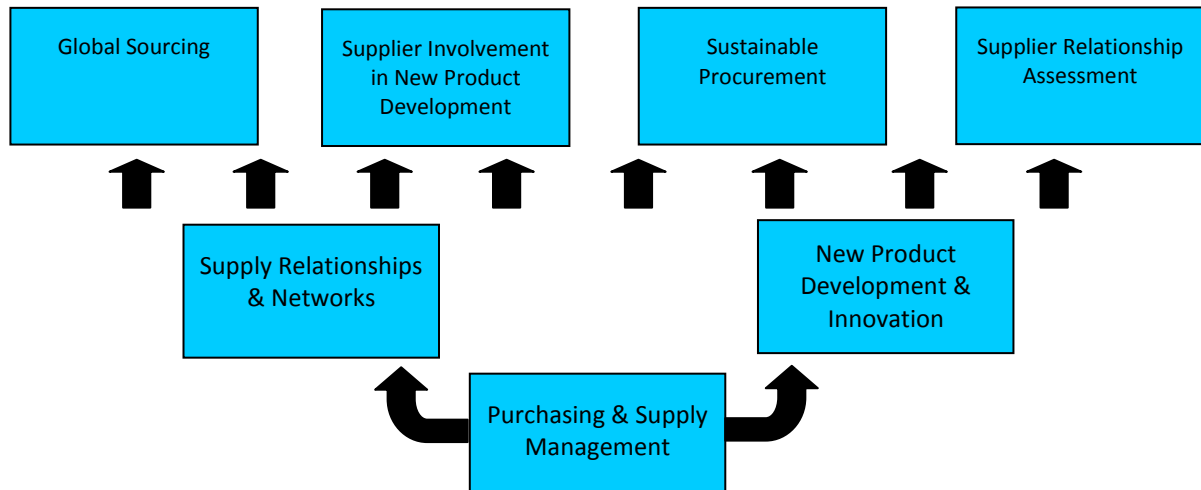 Global Sourcing
Supplier Involvement
in New Product
Development
Sustainable
Procurement
Supplier Relationship
Assessment
Supply Relationships
& Networks
New Product
Development &
Innovation
Purchasing & Supply
Management